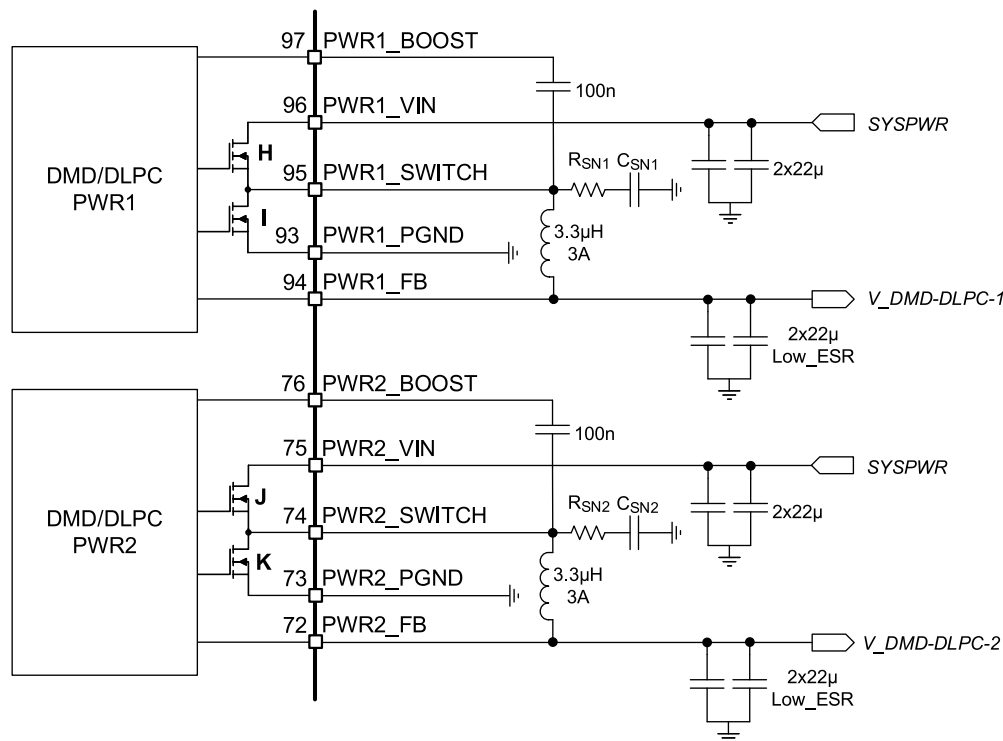 97 PWR1_BOOST
100n
96 PWR1_VIN
SYSPWR
H
2x22µ
DMD/DLPC
PWR1
95 PWR1_SWITCH
RSN1 CSN1
I
93 PWR1_PGND
3.3µH
3A
94 PWR1_FB
V_DMD-DLPC-1
2x22µ
Low_ESR
76 PWR2_BOOST
100n
75 PWR2_VIN
SYSPWR
J
2x22µ
DMD/DLPC
PWR2
74 PWR2_SWITCH
RSN2 CSN2
K
73 PWR2_PGND
3.3µH
3A
72 PWR2_FB
V_DMD-DLPC-2
2x22µ
Low_ESR